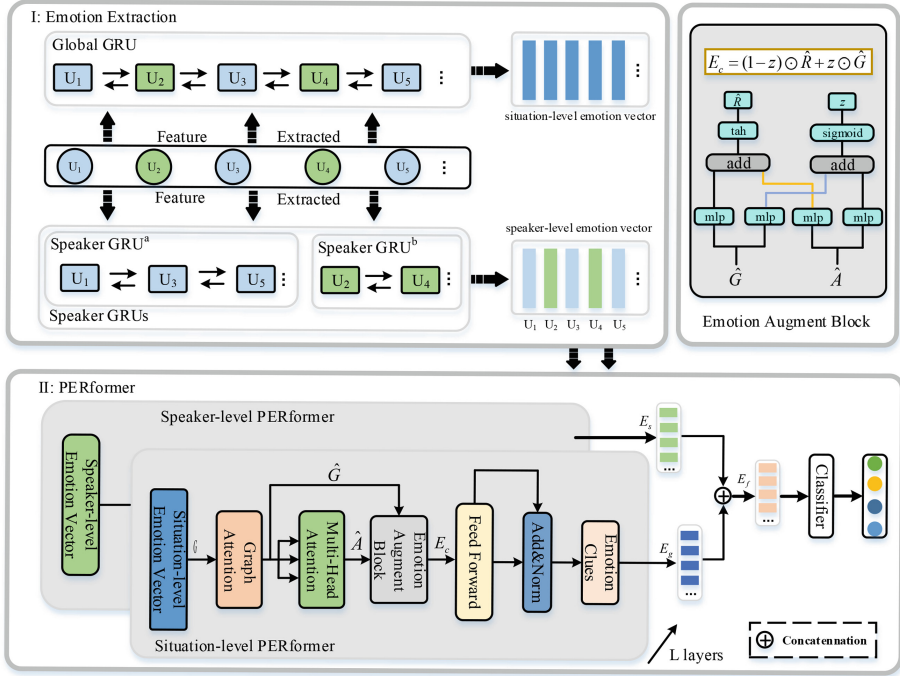 I: Emotion Extraction
Global GRU
U1
U2
U3
U4
U5
⋮
situation-level emotion vector
Feature
Extracted
U1
U2
U3
U4
U5
⋮
Feature
Extracted
Speaker GRUa
U1
U3
U5
⋮
Speaker GRUb
U2
U4
⋮
Speaker GRUs
speaker-level emotion vector
⋮
U1 U2 U3 U4 U5
Ec = (1−z)⊙R̂+z⊙Ĝ
R̂
z
tah
sigmoid
add
add
mlp
mlp
mlp
mlp
Ĝ
Â
Emotion Augment Block
II: PERformer
Speaker-level PERformer
Speaker-level
Emotion Vector
Situation-level
Emotion Vector
Graph
Attention
Ĝ
Multi-Head
Attention
Â
Emotion
Augment
Block
Ec
Feed Forward
Add&Norm
Emotion
Clues
Situation-level PERformer
Es
...
Eg
...
Ef
...
Classifier
L layers
⊕ Concatennation